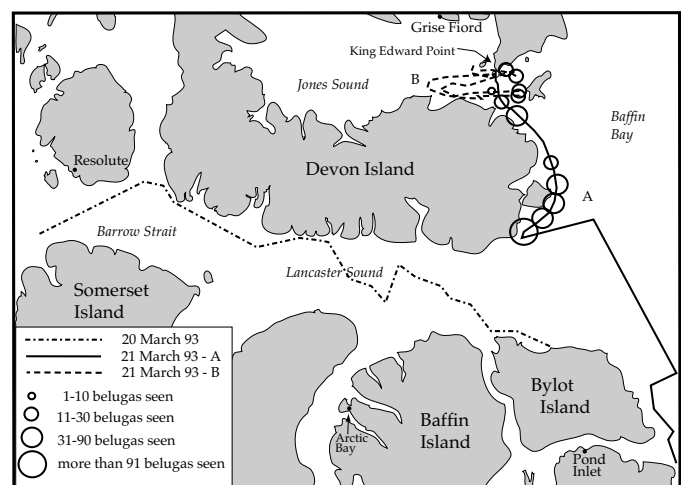 Grise Fiord
King Edward Point
Jones Sound
B
Baffin
Bay
Resolute
Devon Island
A
Barrow Strait
Lancaster Sound
Somerset
Island
20 March 93
21 March 93 - A
21 March 93 - B
1-10 belugas seen
11-30 belugas seen
31-90 belugas seen
more than 91 belugas seen
Bylot
Island
Baffin
Island
Arctic
Bay
Pond
Inlet